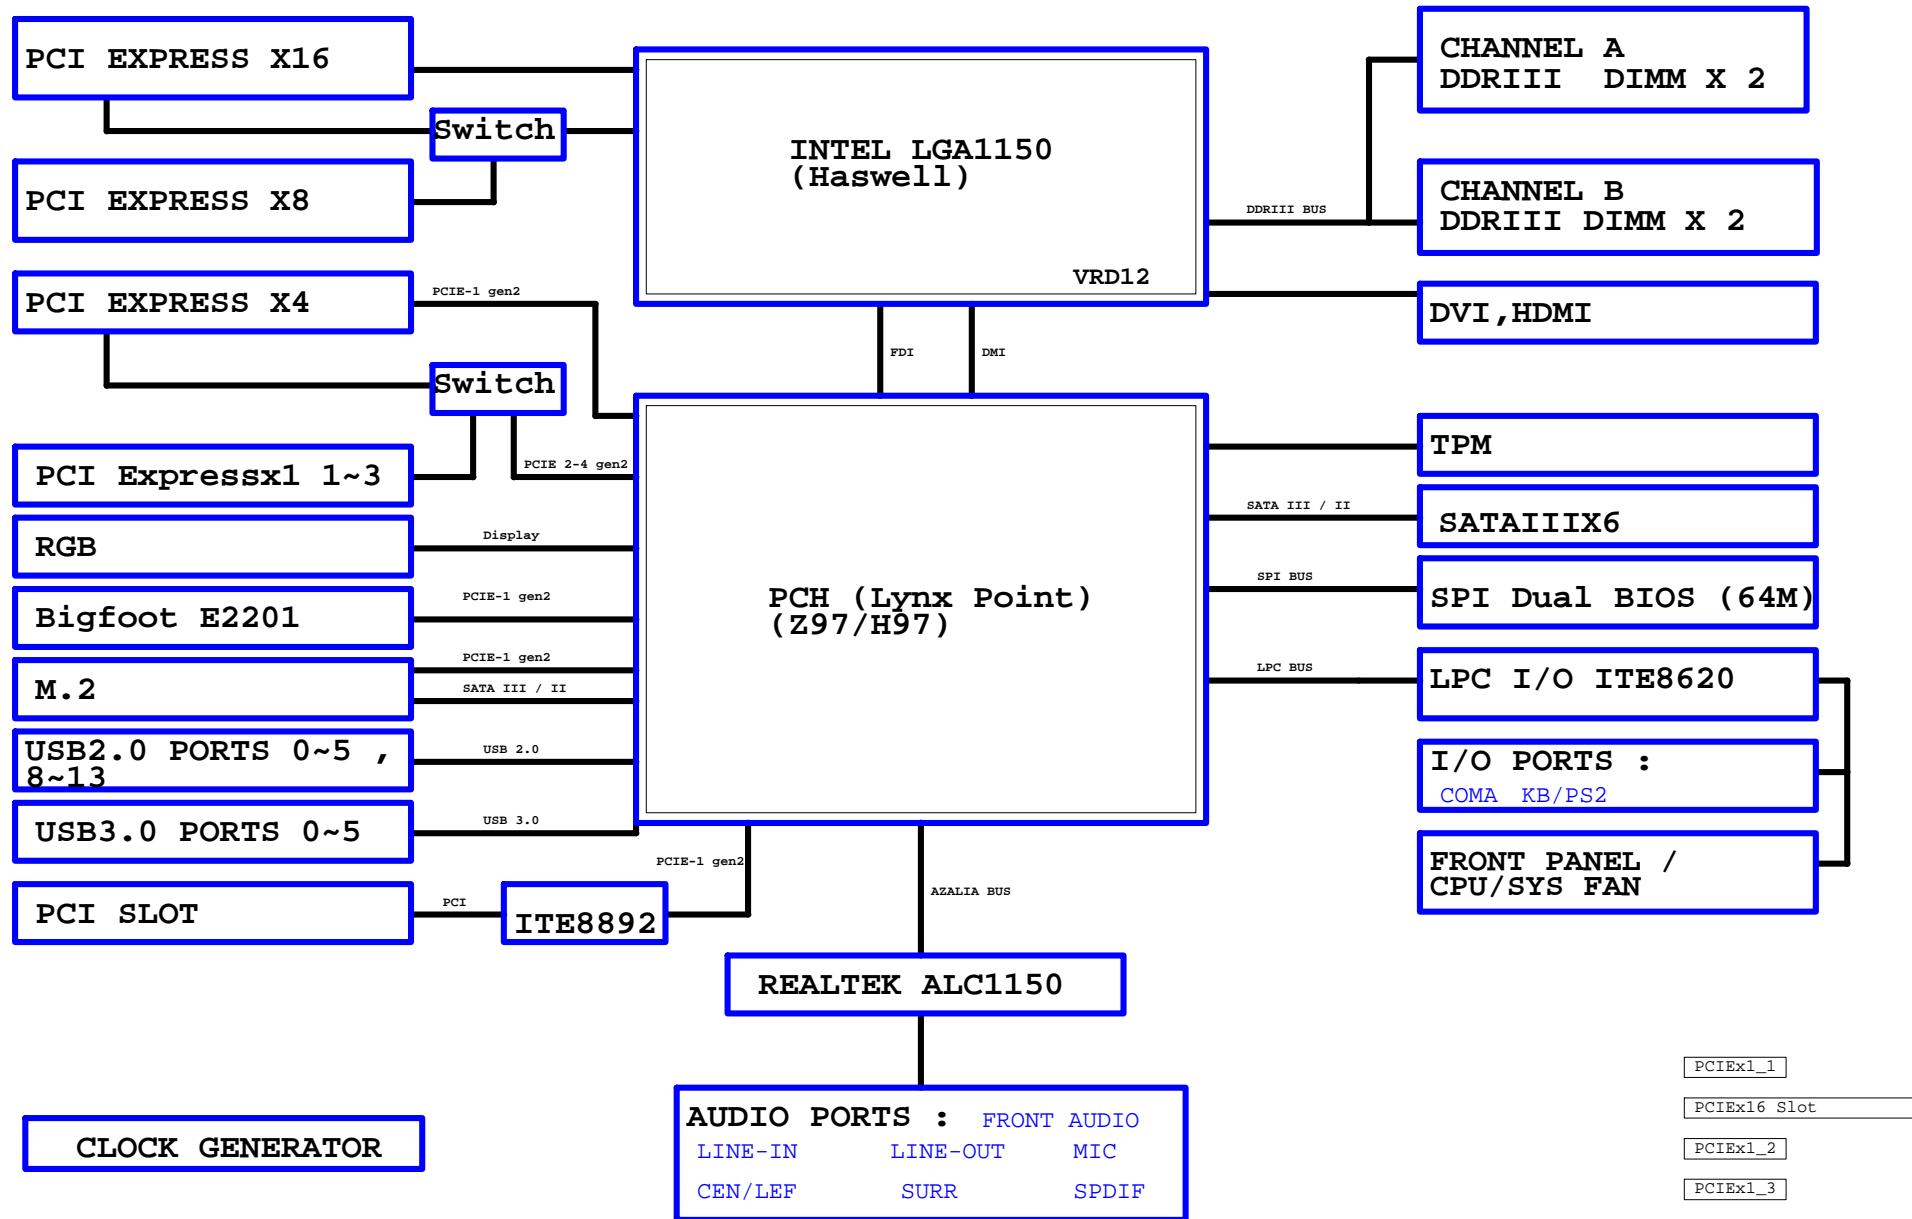 PCI EXPRESS X16
Switch
PCI EXPRESS X8
PCI EXPRESS X4
PCIE-1 gen2
Switch
PCI Expressx1 1~3
PCIE 2-4 gen2
RGB
Display
Bigfoot E2201
PCIE-1 gen2
M.2
PCIE-1 gen2
SATA III / II
USB2.0 PORTS 0~5 ,
8~13
USB 2.0
USB3.0 PORTS 0~5
USB 3.0
PCI SLOT
PCI
ITE8892
PCIE-1 gen2
INTEL LGA1150
(Haswell)
VRD12
FDI
DMI
PCH (Lynx Point)
(Z97/H97)
AZALIA BUS
REALTEK ALC1150
AUDIO PORTS : FRONT AUDIO
LINE-IN LINE-OUT MIC
CEN/LEF SURR SPDIF
CHANNEL A
DDRIII DIMM X 2
DDRIII BUS
CHANNEL B
DDRIII DIMM X 2
DVI,HDMI
TPM
SATA III / II
SATAIIIX6
SPI BUS
SPI Dual BIOS (64M)
LPC BUS
LPC I/O ITE8620
I/O PORTS :
COMA KB/PS2
FRONT PANEL /
CPU/SYS FAN
CLOCK GENERATOR
PCIEx1_1
PCIEx16 Slot
PCIEx1_2
PCIEx1_3